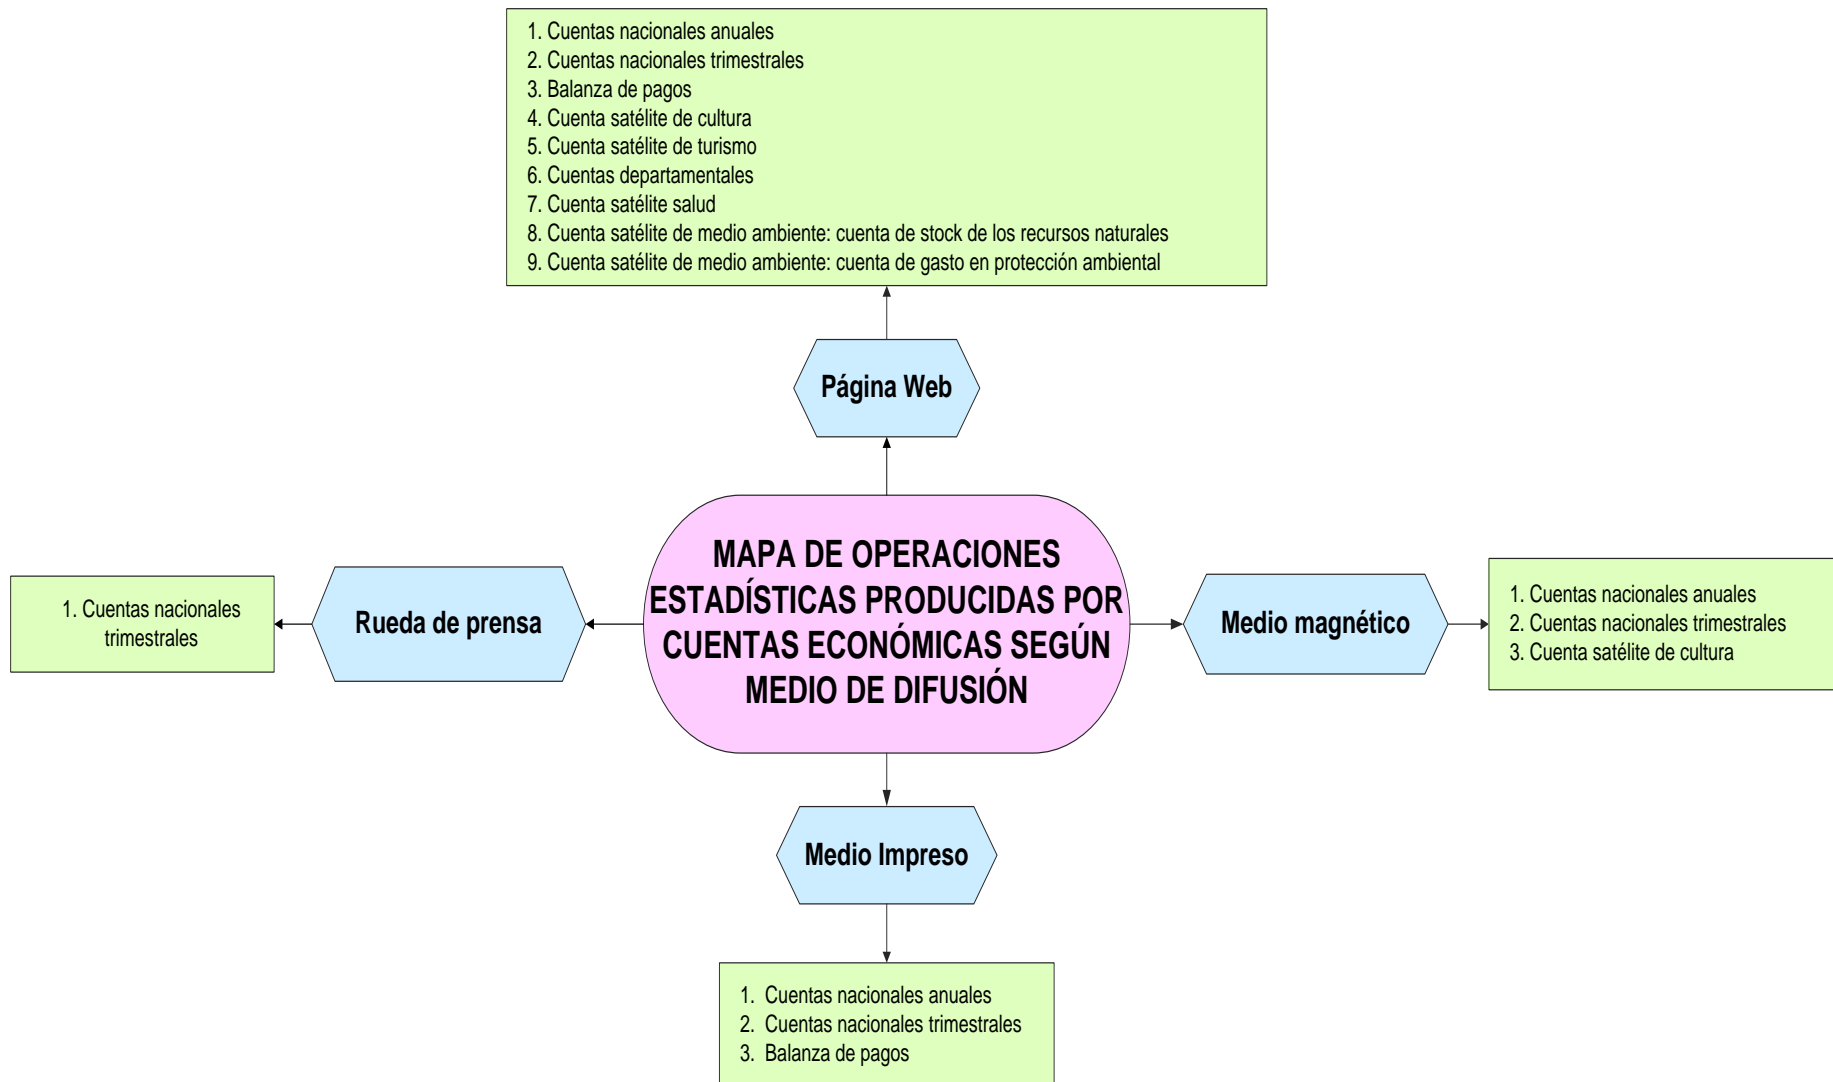 1. Cuentas nacionales anuales
2. Cuentas nacionales trimestrales
3. Balanza de pagos
4. Cuenta satélite de cultura
5. Cuenta satélite de turismo
6. Cuentas departamentales
7. Cuenta satélite salud
8. Cuenta satélite de medio ambiente: cuenta de stock de los recursos naturales
9. Cuenta satélite de medio ambiente: cuenta de gasto en protección ambiental
Página Web
MAPA DE OPERACIONES
ESTADÍSTICAS PRODUCIDAS POR
CUENTAS ECONÓMICAS SEGÚN
MEDIO DE DIFUSIÓN
Rueda de prensa
1. Cuentas nacionales
trimestrales
Medio magnético
1. Cuentas nacionales anuales
2. Cuentas nacionales trimestrales
3. Cuenta satélite de cultura
Medio Impreso
1. Cuentas nacionales anuales
2. Cuentas nacionales trimestrales
3. Balanza de pagos